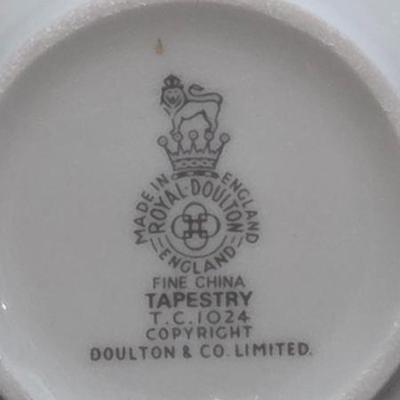 MADE IN ENGLAND
ROYAL-DOULTON
ENGLAND
FINE CHINA
TAPESTRY
T.C.1024
COPYRIGHT
DOULTON & CO. LIMITED.